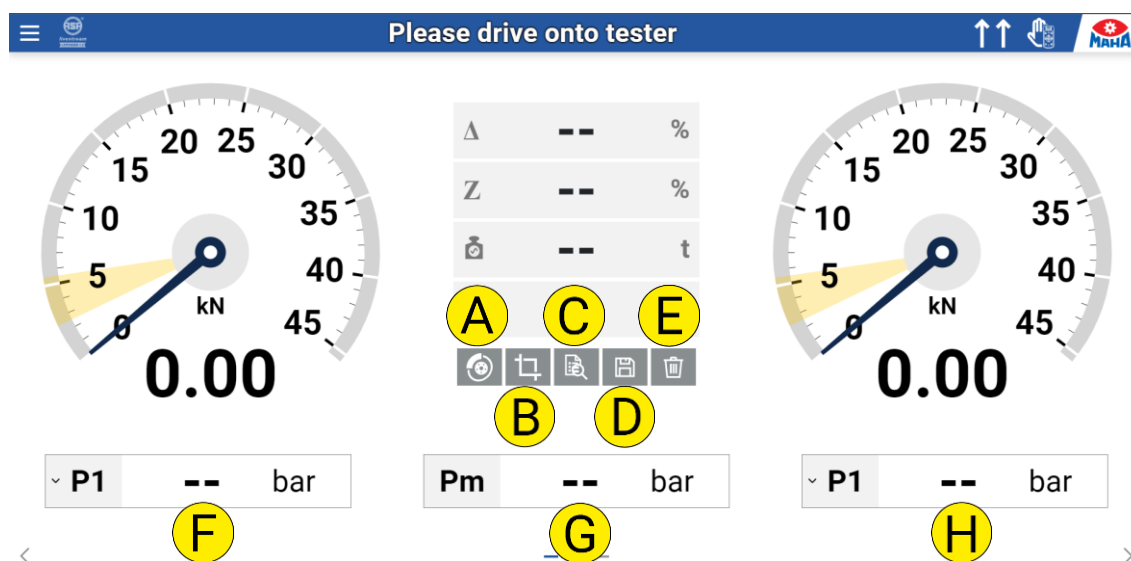 RSP
Please drive onto tester
MAHA
0 5 10 15 20 25 30 35 40 45
kN
0.00
Δ -- %
Z -- %
-- t
A B C D E
0 5 10 15 20 25 30 35 40 45
kN
0.00
P1 -- bar
Pm -- bar
P1 -- bar
F G H